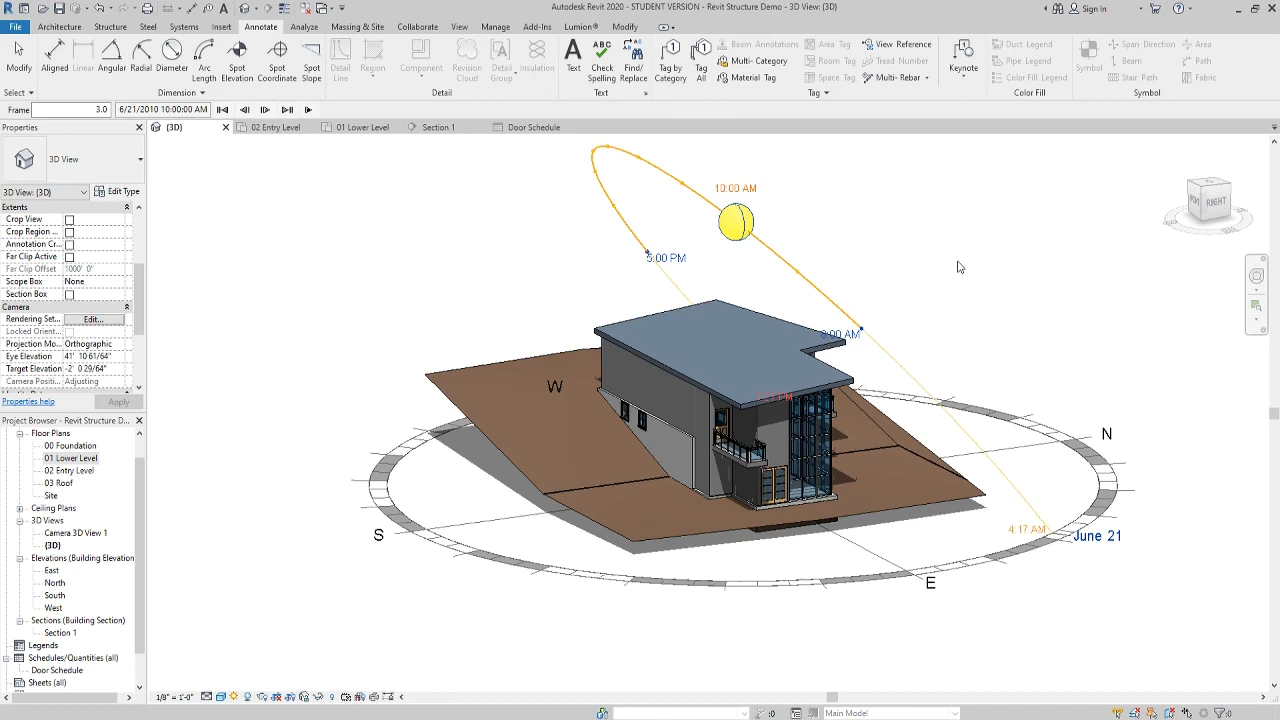 Autodesk Revit 2020 - STUDENT VERSION - Revit Structure Demo - 3D View: {3D}
Sign In
File Architecture Structure Steel Systems Insert Annotate Analyze Massing & Site Collaborate View Manage Add-Ins Lumion® Modify
Modify Aligned Linear Angular Radial Diameter Arc Length Spot Elevation Spot Coordinate Spot Slope
Detail Line Region Component Revision Cloud Detail Group Insulation
Text Check Spelling Find/ Replace Tag by Category Tag All
Beam Annotations Area Tag View Reference
Multi- Category Room Tag Tread Number
Material Tag Space Tag Multi- Rebar
Keynote Duct Legend
Pipe Legend
Color Fill Legend
Symbol Span Direction Area
Beam Path
Stair Path Fabric
Select Dimension Detail Text Tag Color Fill Symbol
Frame 3.0 6/21/2010 10:00:00 AM
Properties
{3D} 02 Entry Level 01 Lower Level Section 1 Door Schedule
3D View
3D View: {3D} Edit Type
Extents
Crop View
Crop Region ...
Annotation Cr...
Far Clip Active
Far Clip Offset 1000' 0"
Scope Box None
Section Box
Camera
Rendering Set... Edit...
Locked Orient...
Projection Mo... Orthographic
Eye Elevation 41' 10 61/64"
Target Elevation -2' 0 29/64"
Camera Positi... Adjusting
Properties help Apply
Project Browser - Revit Structure D...
Floor Plans
00 Foundation
01 Lower Level
02 Entry Level
03 Roof
Site
Ceiling Plans
3D Views
Camera 3D View 1
{3D}
Elevations (Building Elevation
East
North
South
West
Sections (Building Section)
Section 1
Legends
Schedules/Quantities (all)
Door Schedule
Sheets (all)
10:00 AM
5:00 PM
RIGHT
W
N
S
4:17 AM
June 21
E
1/8" = 1'-0"
:0 Main Model :0